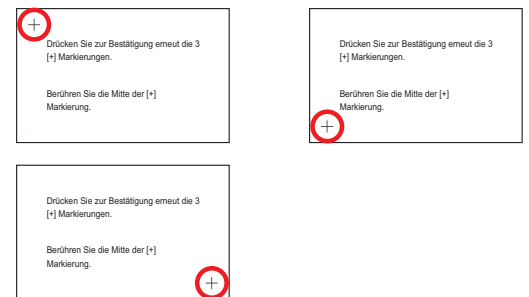 Drücken Sie zur Bestätigung erneut die 3
[+] Markierungen.
Berühren Sie die Mitte der [+]
Markierung.
Drücken Sie zur Bestätigung erneut die 3
[+] Markierungen.
Berühren Sie die Mitte der [+]
Markierung.
Drücken Sie zur Bestätigung erneut die 3
[+] Markierungen.
Berühren Sie die Mitte der [+]
Markierung.